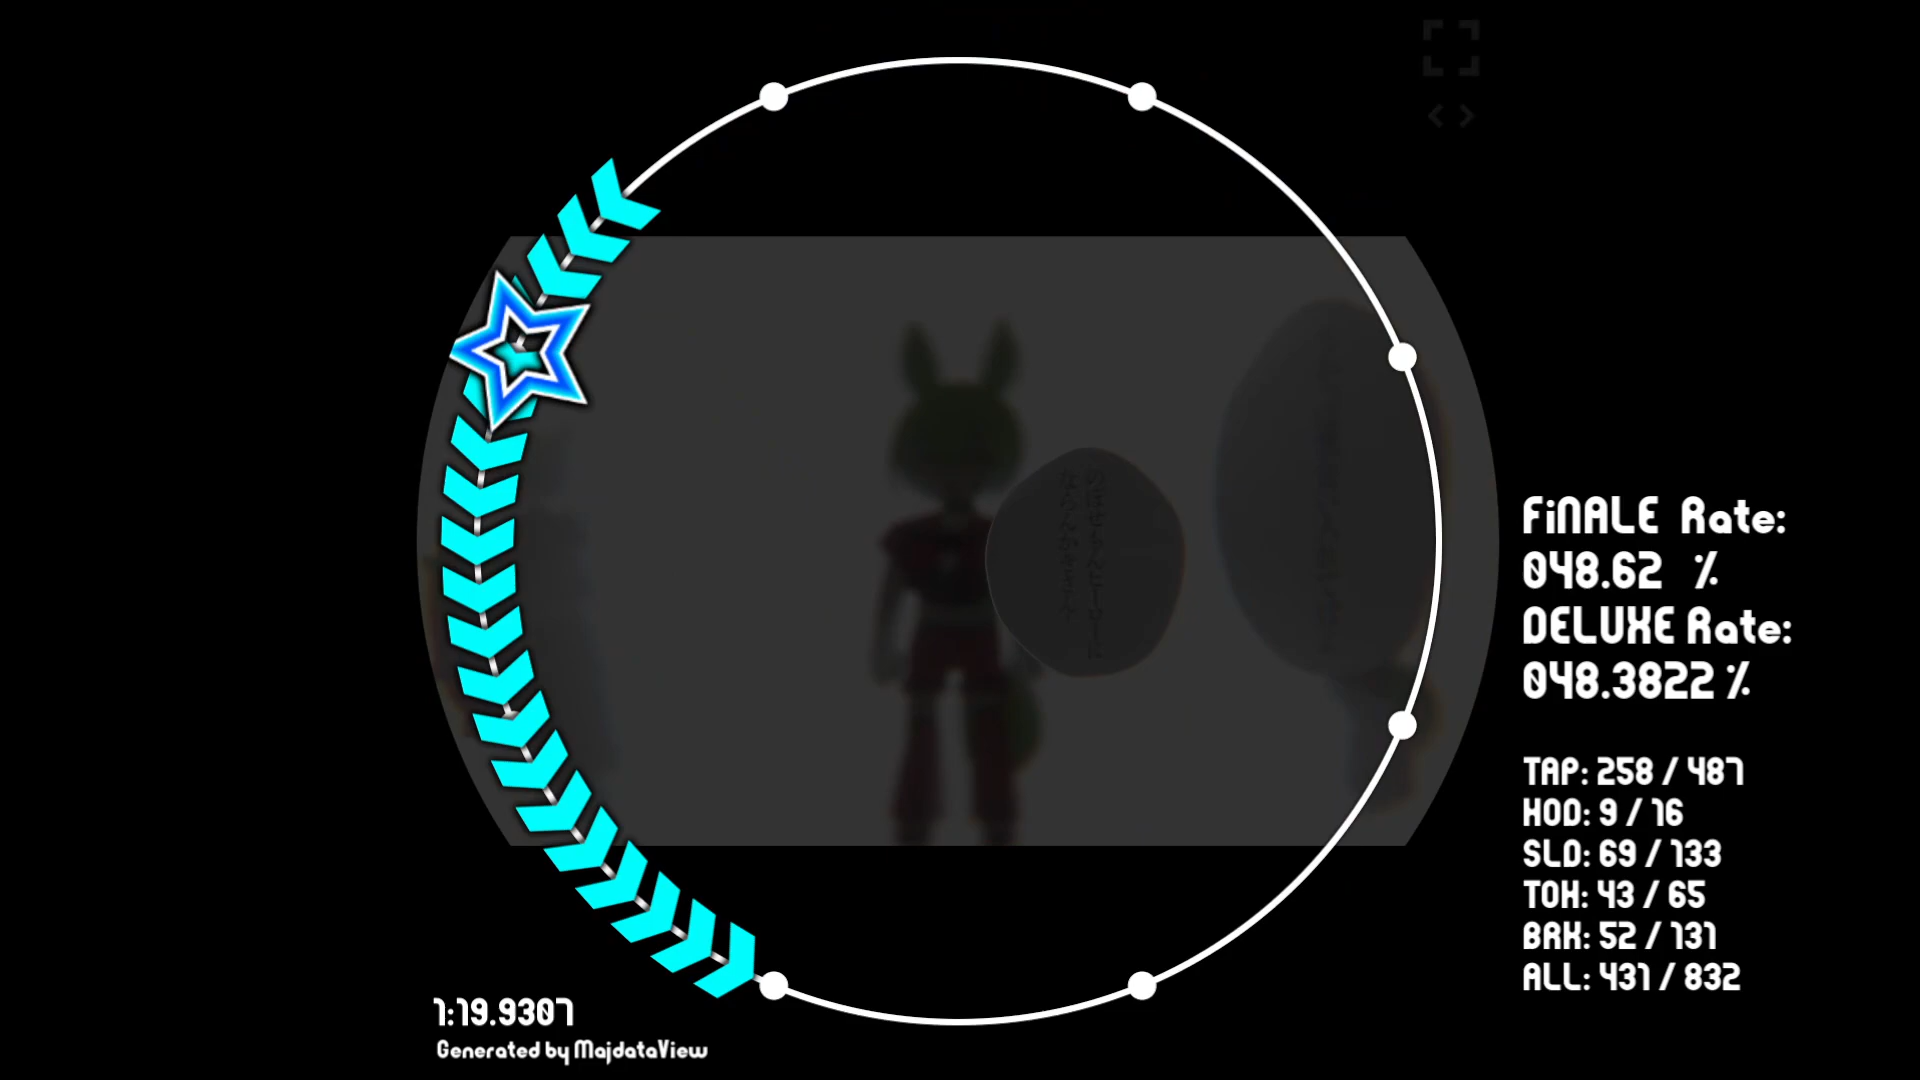 FiNALE Rate:
048.62 %
DELUXE Rate:
048.3822 %
TAP: 258 / 487
HOD: 9 / 16
SLD: 69 / 133
TOH: 43 / 65
BRK: 52 / 131
ALL: 431 / 832
1:19.9307
Generated by MajdataView